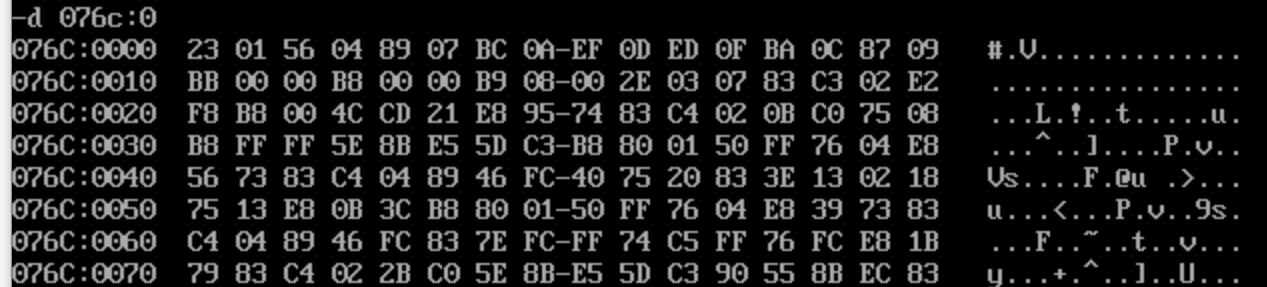 -d 076c:0
076C:0000  23 01 56 04 89 07 BC 0A-EF 0D ED 0F BA 0C 87 09   #.V.............
076C:0010  BB 00 00 B8 00 00 B9 08-00 2E 03 07 83 C3 02 E2   ................
076C:0020  F8 B8 00 4C CD 21 E8 95-74 83 C4 02 0B C0 75 08   ...L.!..t.....u.
076C:0030  B8 FF FF 5E 8B E5 5D C3-B8 80 01 50 FF 76 04 E8   ...^..]....P.v..
076C:0040  56 73 83 C4 04 89 46 FC-40 75 20 83 3E 13 02 18   Vs....F.@u .>...
076C:0050  75 13 E8 0B 3C B8 80 01-50 FF 76 04 E8 39 73 83   u...<...P.v..9s.
076C:0060  C4 04 89 46 FC 83 7E FC-FF 74 C5 FF 76 FC E8 1B   ...F..~..t..v...
076C:0070  79 83 C4 02 2B C0 5E 8B-E5 5D C3 90 55 8B EC 83   y...+.^..]..U...